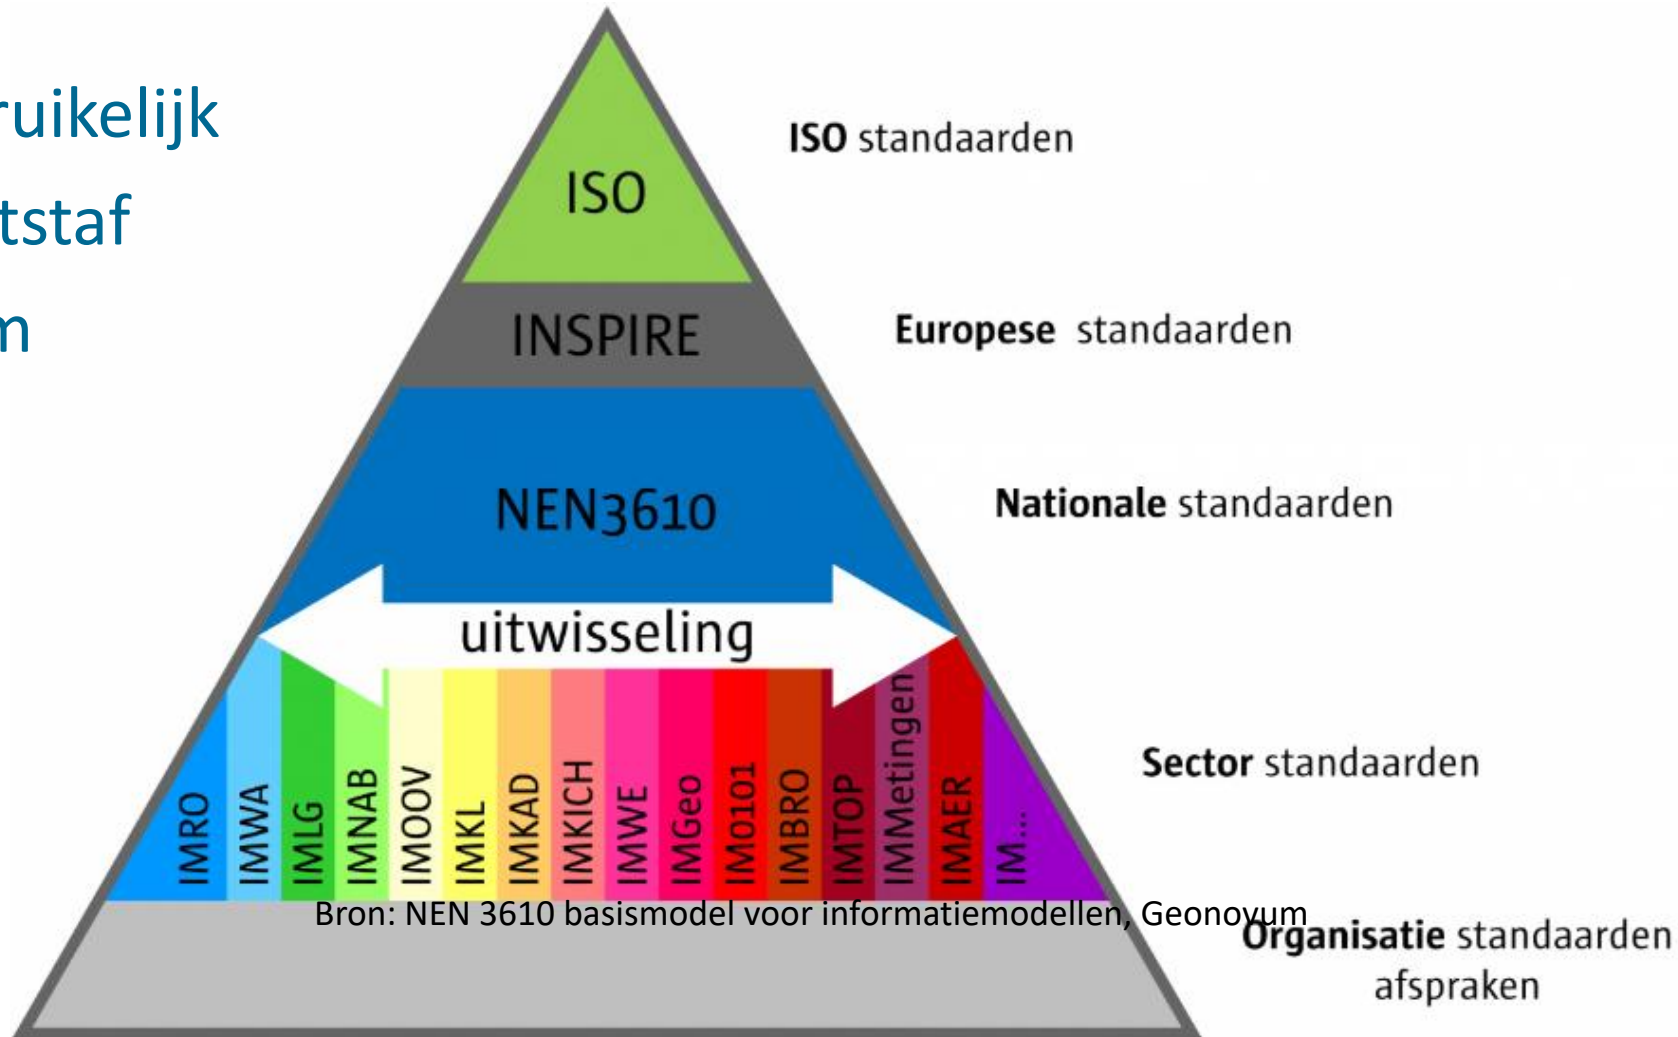 ruikelijk
tstaf
m
ISO
ISO standaarden
INSPIRE
Europese standaarden
NEN3610
Nationale standaarden
uitwisseling
IMRO
IMWA
IMLG
IMNAB
IMOOV
IMKL
IMKAD
IMKICH
IMWE
IMGeo
IM0101
IMBRO
IMTOP
IMMetingen
IMAER
IM...
Sector standaarden
Bron: NEN 3610 basismodel voor informatiemodellen, Geonovum
Organisatie standaarden
afspraken